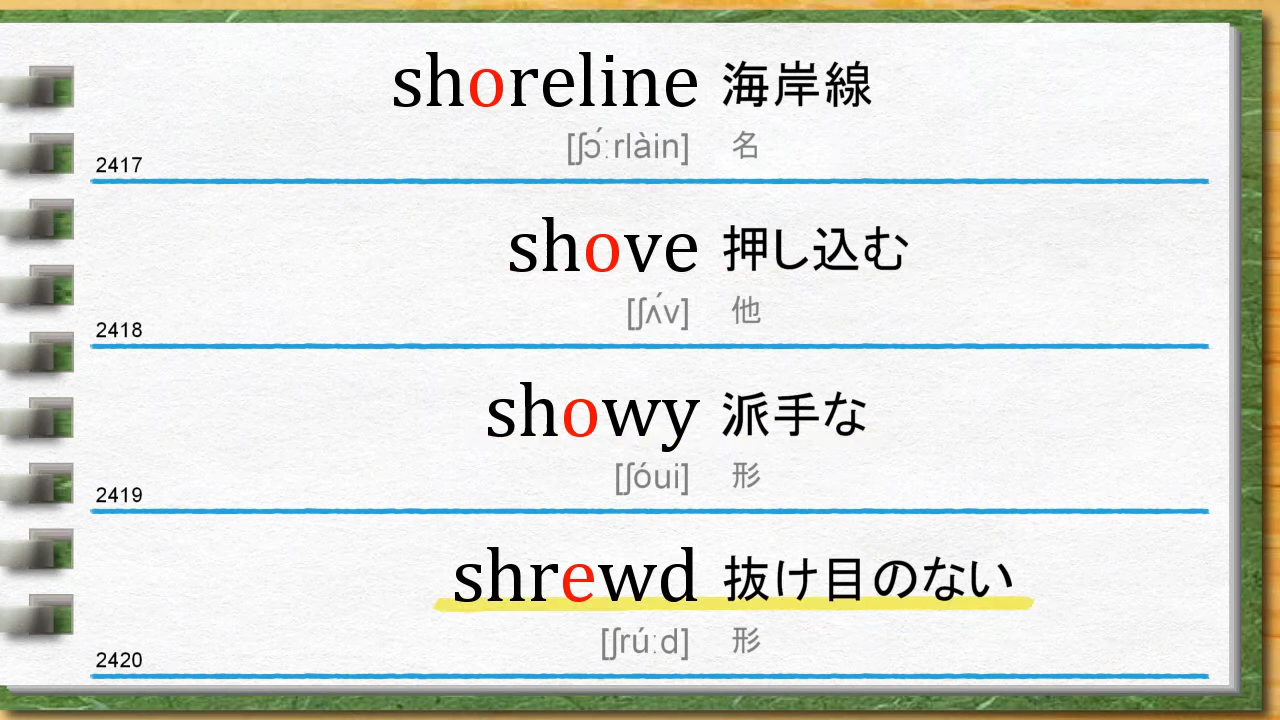 shoreline 海岸線
[ʃɔ́ːrlàin] 名
2417
shove 押し込む
[ʃʌ́v] 他
2418
showy 派手な
[ʃóui] 形
2419
shrewd 抜け目のない
[ʃrúːd] 形
2420